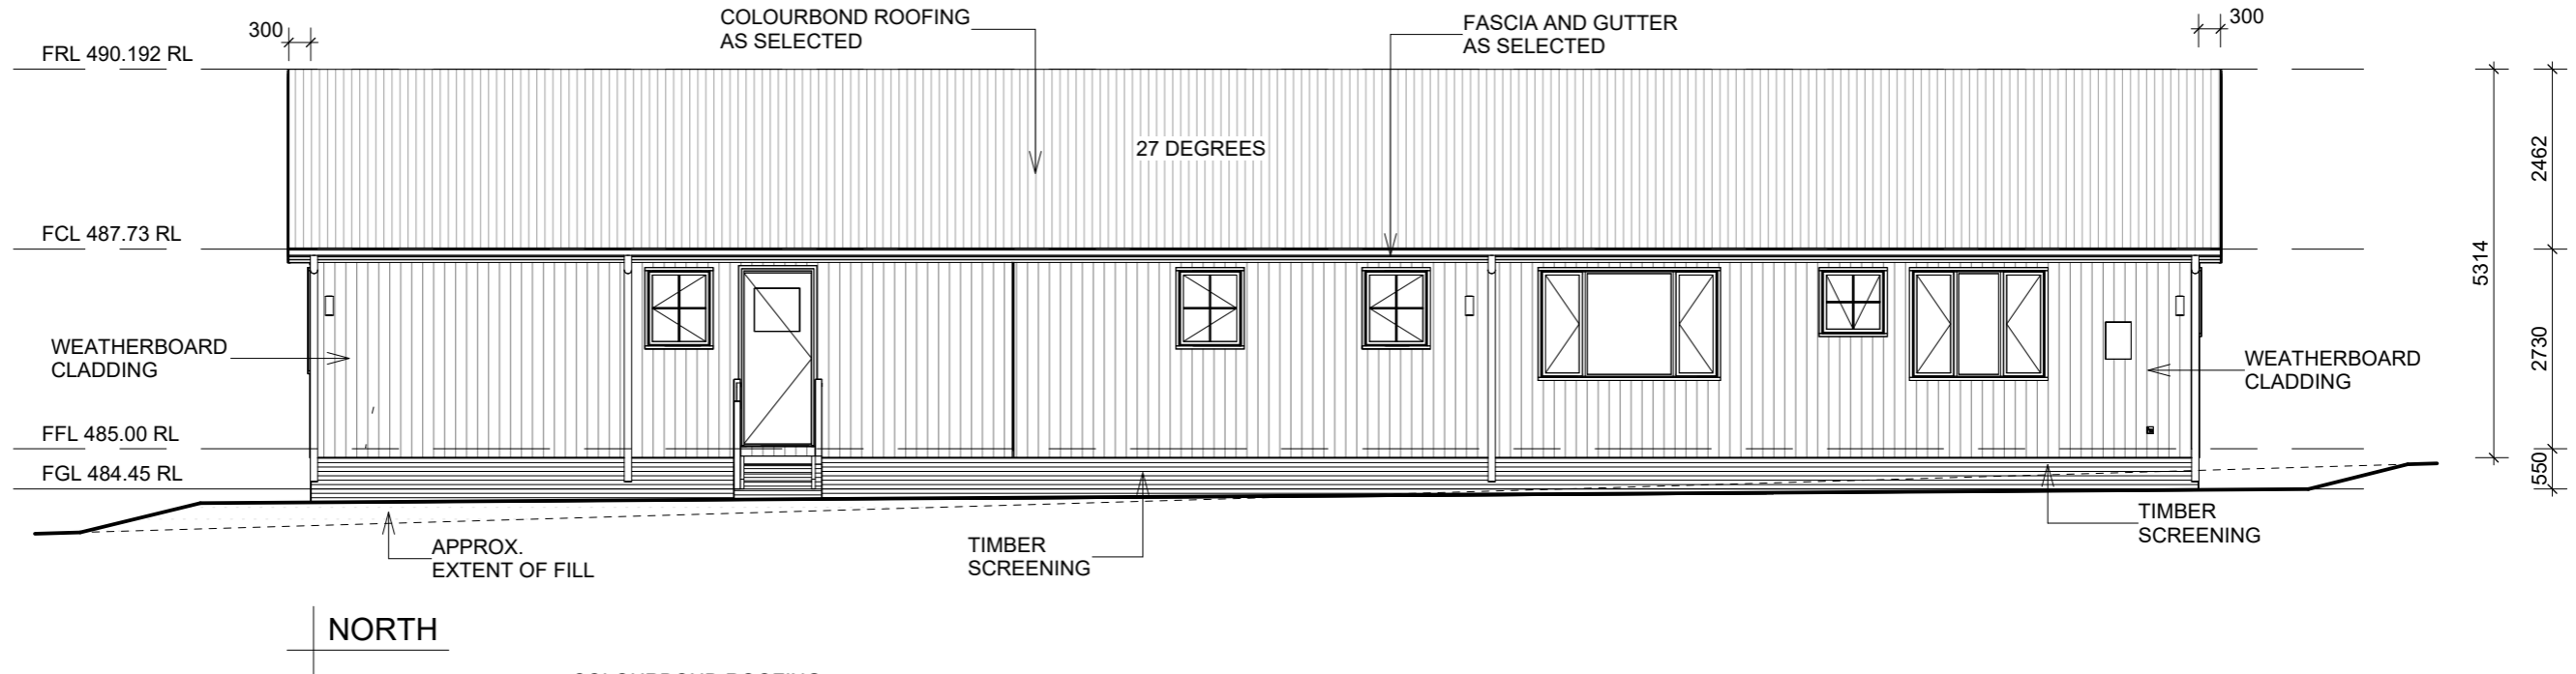 COLOURBOND ROOFING
AS SELECTED
FASCIA AND GUTTER
AS SELECTED
300
300
FRL 490.192 RL
27 DEGREES
2462
FCL 487.73 RL
5314
2730
WEATHERBOARD
CLADDING
WEATHERBOARD
CLADDING
FFL 485.00 RL
FGL 484.45 RL
550
APPROX.
EXTENT OF FILL
TIMBER
SCREENING
TIMBER
SCREENING
NORTH